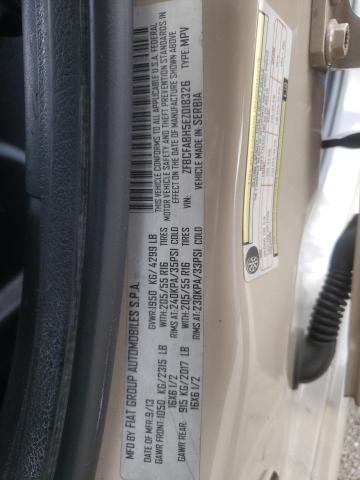 MFD BY FIAT GROUP AUTOMOBILES S.P.A.
DATE OF MFR: 9/13 GVWR:1950 KG/4299 LB
GAWR FRONT:1050 KG/2315 LB WITH:205/55 R16 TIRES
16X6 1/2 RIMS AT:240KPA/35PSI COLD
GAWR REAR: 915 KG/2017 LB WITH:205/55 R16 TIRES
16X6 1/2 RIMS AT:230KPA/33PSI COLD
THIS VEHICLE CONFORMS TO ALL APPLICABLE U.S.A. FEDERAL
MOTOR VEHICLE SAFETY AND THEFT PREVENTION STANDARDS IN
EFFECT ON THE DATE OF MANUFACTURE SHOWN ABOVE
VIN: ZFBCFABH5EZ018326 TYPE: MPV
VEHICLE MADE IN: SERBIA